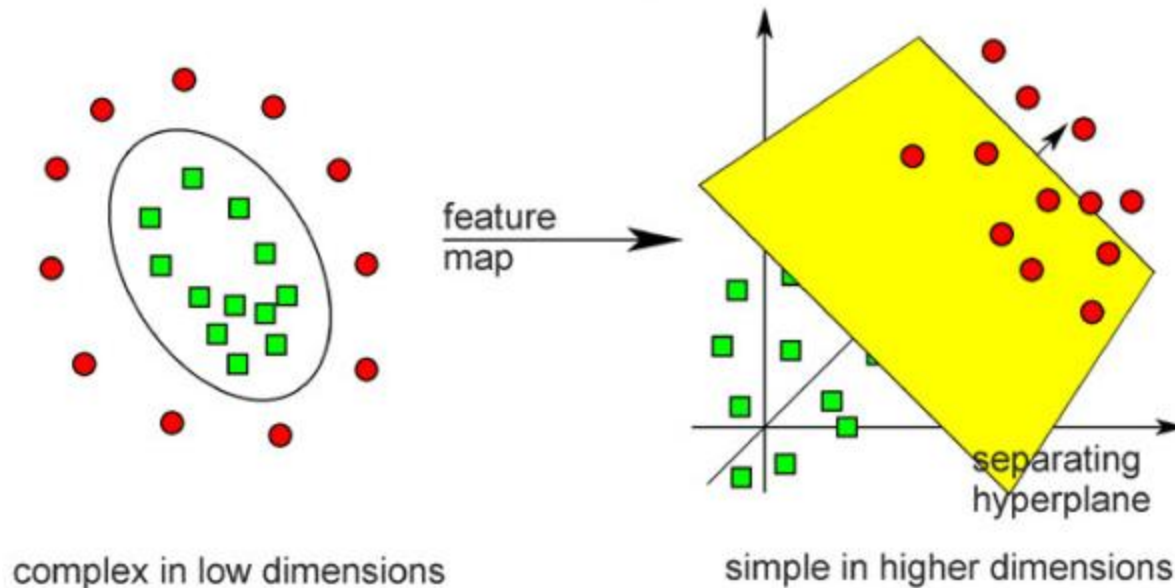 feature
map
separating
hyperplane
complex in low dimensions
simple in higher dimensions